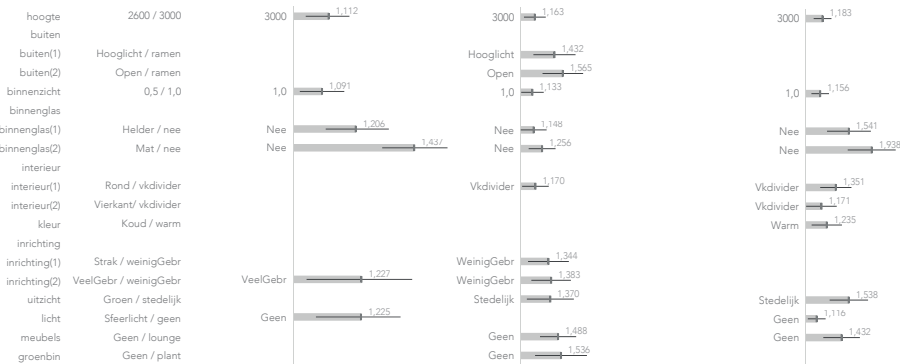 hoogte 2600 / 3000 3000 1,112 3000 1,163 3000 1,183
buiten
buiten(1) Hooglicht / ramen Hooglicht 1,432
buiten(2) Open / ramen Open 1,565
binnenzicht 0,5 / 1,0 1,0 1,091 1,0 1,133 1,0 1,156
binnenglas
binnenglas(1) Helder / nee Nee 1,206 Nee 1,148 Nee 1,541
binnenglas(2) Mat / nee Nee 1,437 Nee 1,256 Nee 1,938
interieur
interieur(1) Rond / vkdivider Vkdivider 1,170 Vkdivider 1,351
interieur(2) Vierkant/ vkdivider Vkdivider 1,171
kleur Koud / warm Warm 1,235
inrichting
inrichting(1) Strak / weinigGebr WeinigGebr 1,344
inrichting(2) VeelGebr / weinigGebr VeelGebr 1,227 WeinigGebr 1,383
uitzicht Groen / stedelijk Stedelijk 1,370 Stedelijk 1,538
licht Sfeerlicht / geen Geen 1,225 Geen 1,116
meubels Geen / lounge Geen 1,488 Geen 1,432
groenbin Geen / plant Geen 1,536